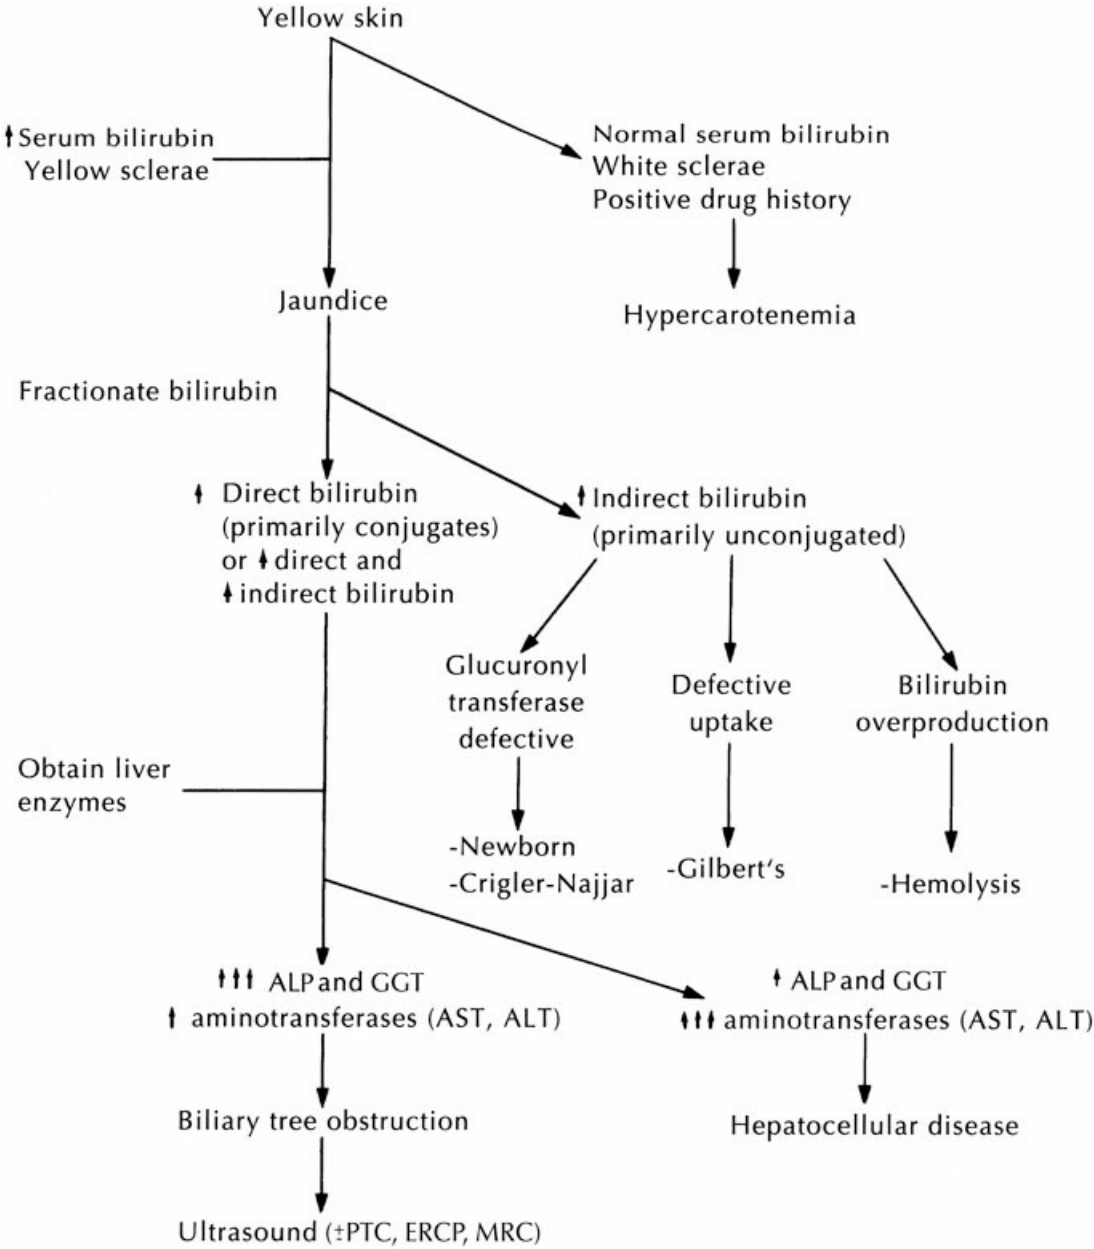 Yellow skin
↑Serum bilirubin
Yellow sclerae
Normal serum bilirubin
White sclerae
Positive drug history
Jaundice
Hypercarotenemia
Fractionate bilirubin
↑ Direct bilirubin
(primarily conjugates)
or ↑direct and
↑indirect bilirubin
↑Indirect bilirubin
(primarily unconjugated)
Glucuronyl
transferase
defective
Defective
uptake
Bilirubin
overproduction
Obtain liver
enzymes
-Newborn
-Crigler-Najjar
-Gilbert's
-Hemolysis
↑↑↑ ALP and GGT
↑ aminotransferases (AST, ALT)
↑ ALP and GGT
↑↑↑ aminotransferases (AST, ALT)
Biliary tree obstruction
Hepatocellular disease
Ultrasound (±PTC, ERCP, MRC)